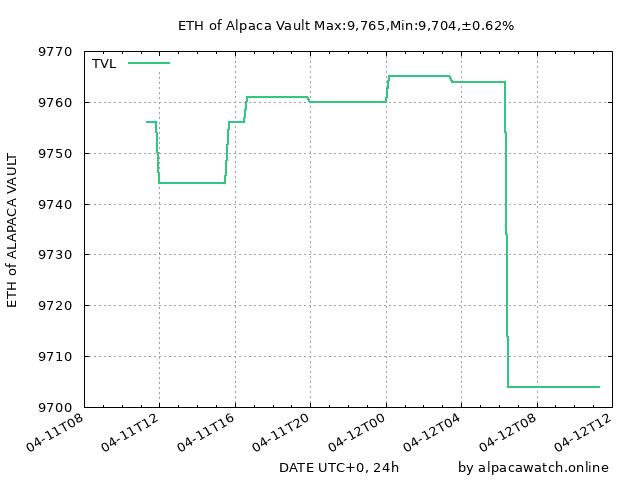 ETH of Alpaca Vault Max:9,765,Min:9,704,±0.62%
TVL
9770
9760
9750
9740
9730
9720
9710
9700
ETH of ALAPACA VAULT
04-11T08
04-11T12
04-11T16
04-11T20
04-12T00
04-12T04
04-12T08
04-12T12
DATE UTC+0, 24h
by alpacawatch.online